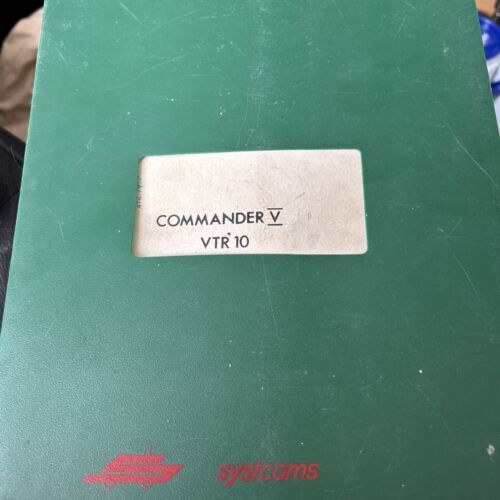 COMMANDER V
VTR 10
systcoms